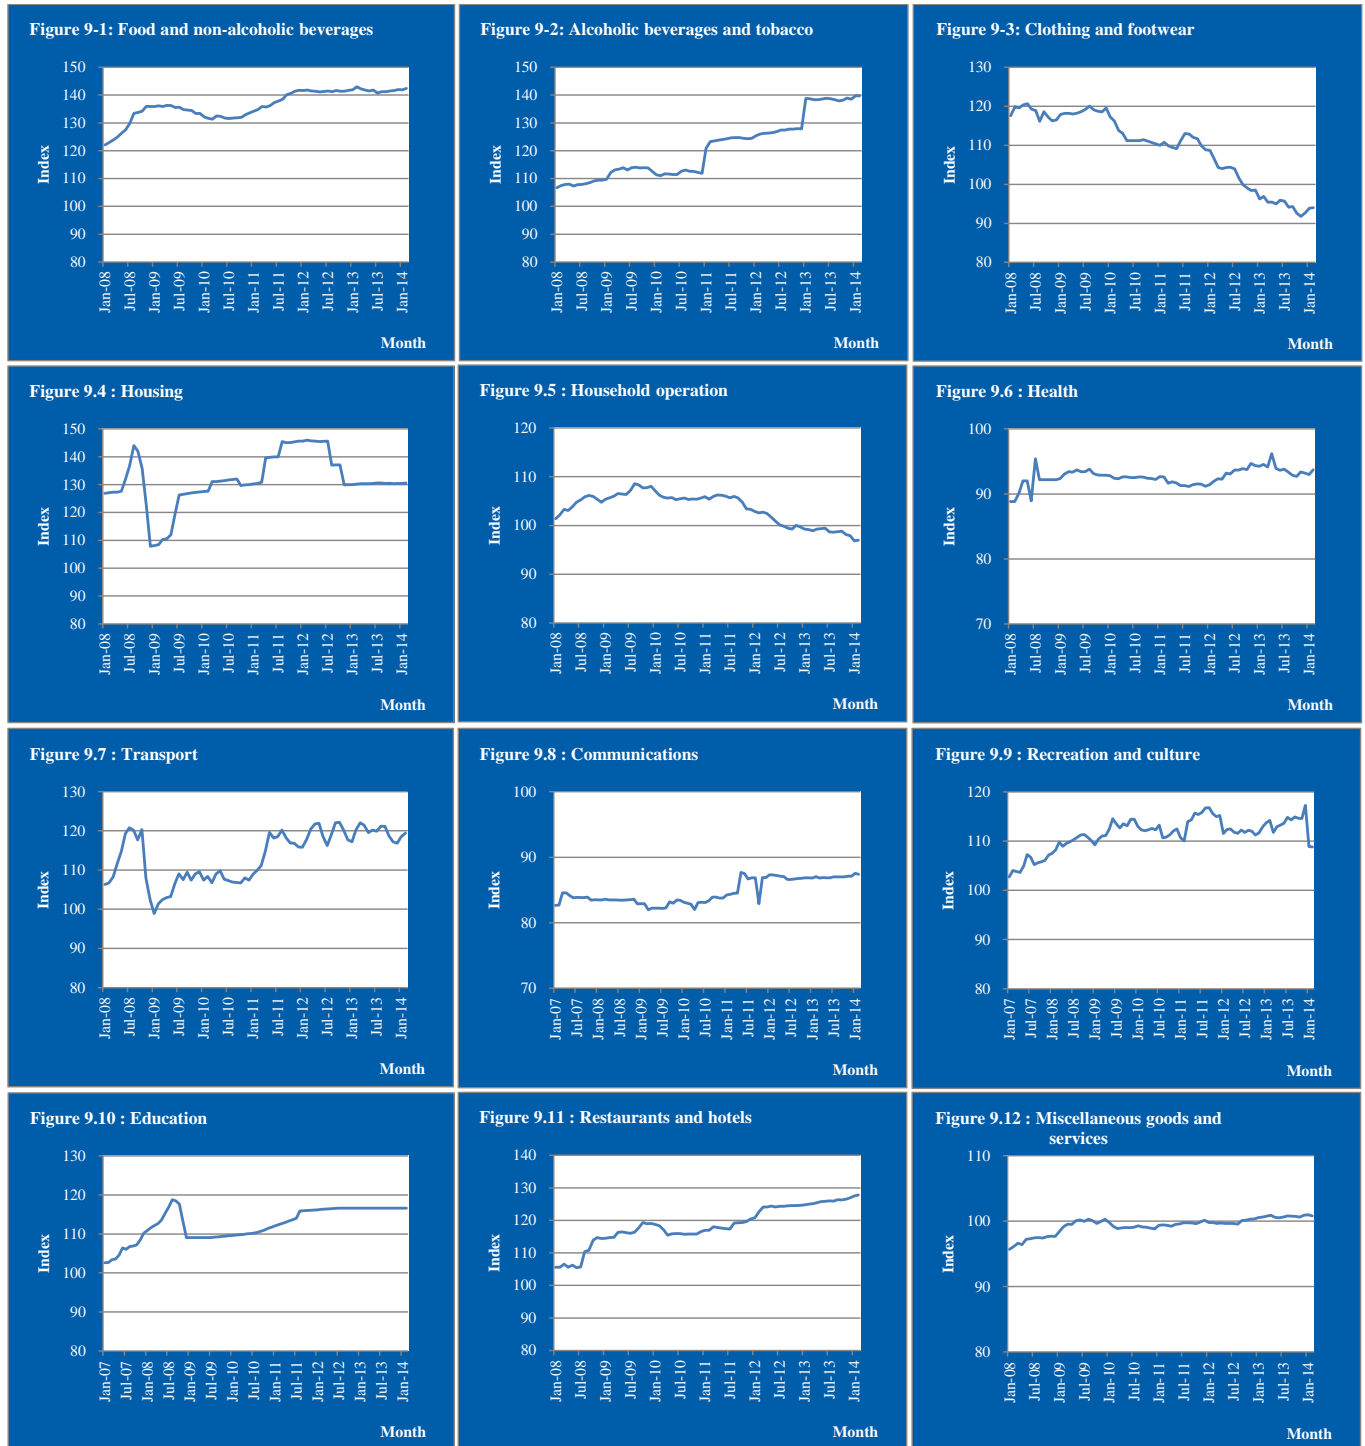 Figure 9-1: Food and non-alcoholic beverages
150
140
130
120
110
100
90
80
Index
Jan-08
Jul-08
Jan-09
Jul-09
Jan-10
Jul-10
Jan-11
Jul-11
Jan-12
Jul-12
Jan-13
Jul-13
Jan-14
Month
Figure 9-2: Alcoholic beverages and tobacco
150
140
130
120
110
100
90
80
Index
Jan-08
Jul-08
Jan-09
Jul-09
Jan-10
Jul-10
Jan-11
Jul-11
Jan-12
Jul-12
Jan-13
Jul-13
Jan-14
Month
Figure 9-3: Clothing and footwear
130
120
110
100
90
80
Index
Jan-08
Jul-08
Jan-09
Jul-09
Jan-10
Jul-10
Jan-11
Jul-11
Jan-12
Jul-12
Jan-13
Jul-13
Jan-14
Month
Figure 9.4 : Housing
150
140
130
120
110
100
90
80
Index
Jan-08
Jul-08
Jan-09
Jul-09
Jan-10
Jul-10
Jan-11
Jul-11
Jan-12
Jul-12
Jan-13
Jul-13
Jan-14
Month
Figure 9.5 : Household operation
120
110
100
90
80
Index
Jan-08
Jul-08
Jan-09
Jul-09
Jan-10
Jul-10
Jan-11
Jul-11
Jan-12
Jul-12
Jan-13
Jul-13
Jan-14
Month
Figure 9.6 : Health
100
90
80
70
Index
Jan-08
Jul-08
Jan-09
Jul-09
Jan-10
Jul-10
Jan-11
Jul-11
Jan-12
Jul-12
Jan-13
Jul-13
Jan-14
Month
Figure 9.7 : Transport
130
120
110
100
90
80
Index
Jan-08
Jul-08
Jan-09
Jul-09
Jan-10
Jul-10
Jan-11
Jul-11
Jan-12
Jul-12
Jan-13
Jul-13
Jan-14
Month
Figure 9.8 : Communications
100
90
80
70
Index
Jan-07
Jul-07
Jan-08
Jul-08
Jan-09
Jul-09
Jan-10
Jul-10
Jan-11
Jul-11
Jan-12
Jul-12
Jan-13
Jul-13
Jan-14
Month
Figure 9.9 : Recreation and culture
120
110
100
90
80
Index
Jan-07
Jul-07
Jan-08
Jul-08
Jan-09
Jul-09
Jan-10
Jul-10
Jan-11
Jul-11
Jan-12
Jul-12
Jan-13
Jul-13
Jan-14
Month
Figure 9.10 : Education
130
120
110
100
90
80
Index
Jan-07
Jul-07
Jan-08
Jul-08
Jan-09
Jul-09
Jan-10
Jul-10
Jan-11
Jul-11
Jan-12
Jul-12
Jan-13
Jul-13
Jan-14
Month
Figure 9.11 : Restaurants and hotels
140
130
120
110
100
90
80
Index
Jan-08
Jul-08
Jan-09
Jul-09
Jan-10
Jul-10
Jan-11
Jul-11
Jan-12
Jul-12
Jan-13
Jul-13
Jan-14
Month
Figure 9.12 : Miscellaneous goods and
services
110
100
90
80
Index
Jan-08
Jul-08
Jan-09
Jul-09
Jan-10
Jul-10
Jan-11
Jul-11
Jan-12
Jul-12
Jan-13
Jul-13
Jan-14
Month